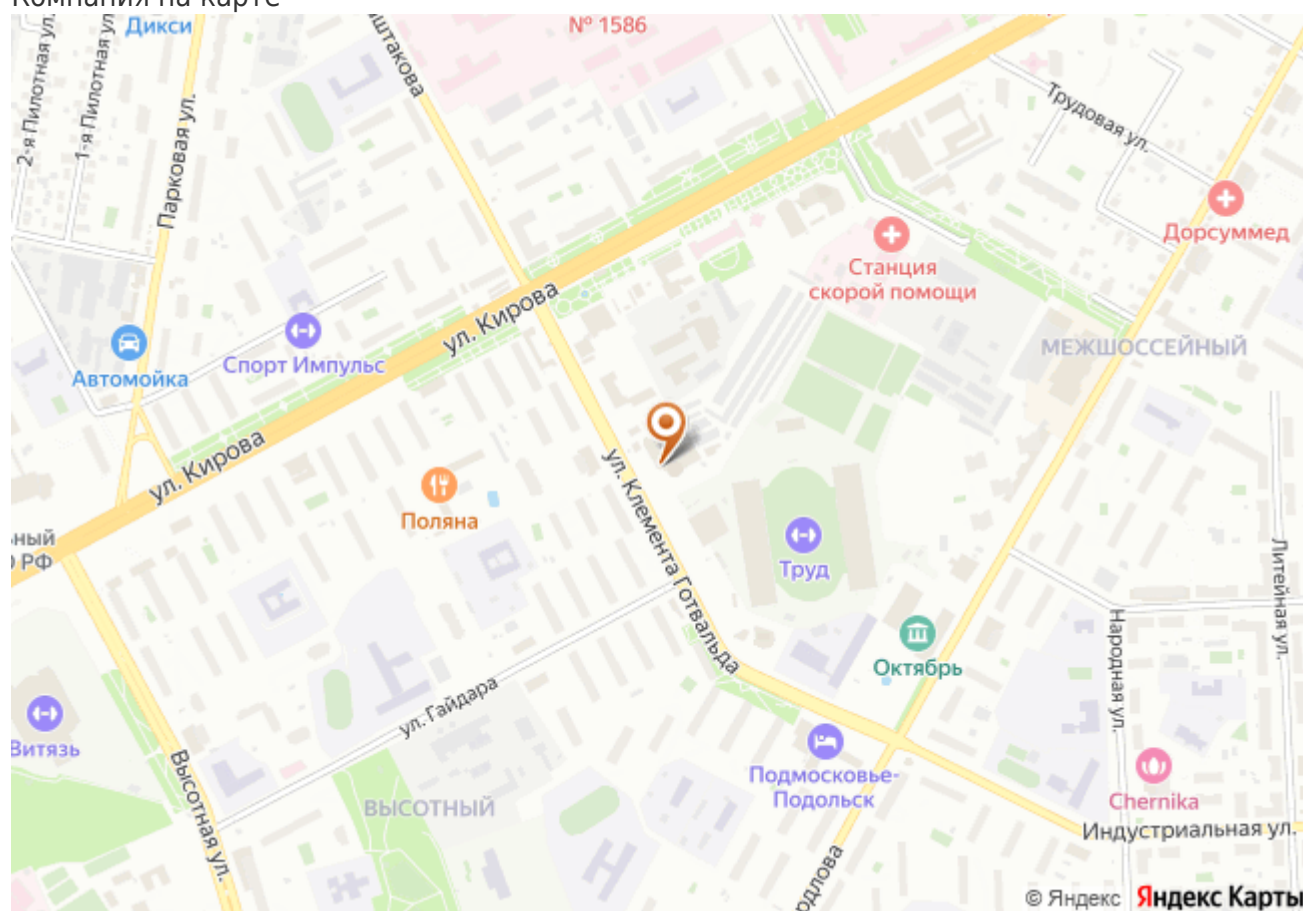 Компания на карте
2-я Пилотная ул.
1-я Пилотная ул.
Дикси
Парковая ул.
№ 1586
Трудовая ул.
Дорсуммед
Станция
скорой помощи
ул. Кирова
МЕЖШОССЕЙНЫЙ
Спорт Импульс
Автомойка
ул. Кирова
Поляна
ул. Клемента Готвальда
Труд
РФ
Литейная ул.
Народная ул.
Октябрь
ул. Гайдара
Витязь
Высотная ул.
Подмосковье-
Подольск
ВЫСОТНЫЙ
Chernika
Индустриальная ул.
© Яндекс Яндекс Карты